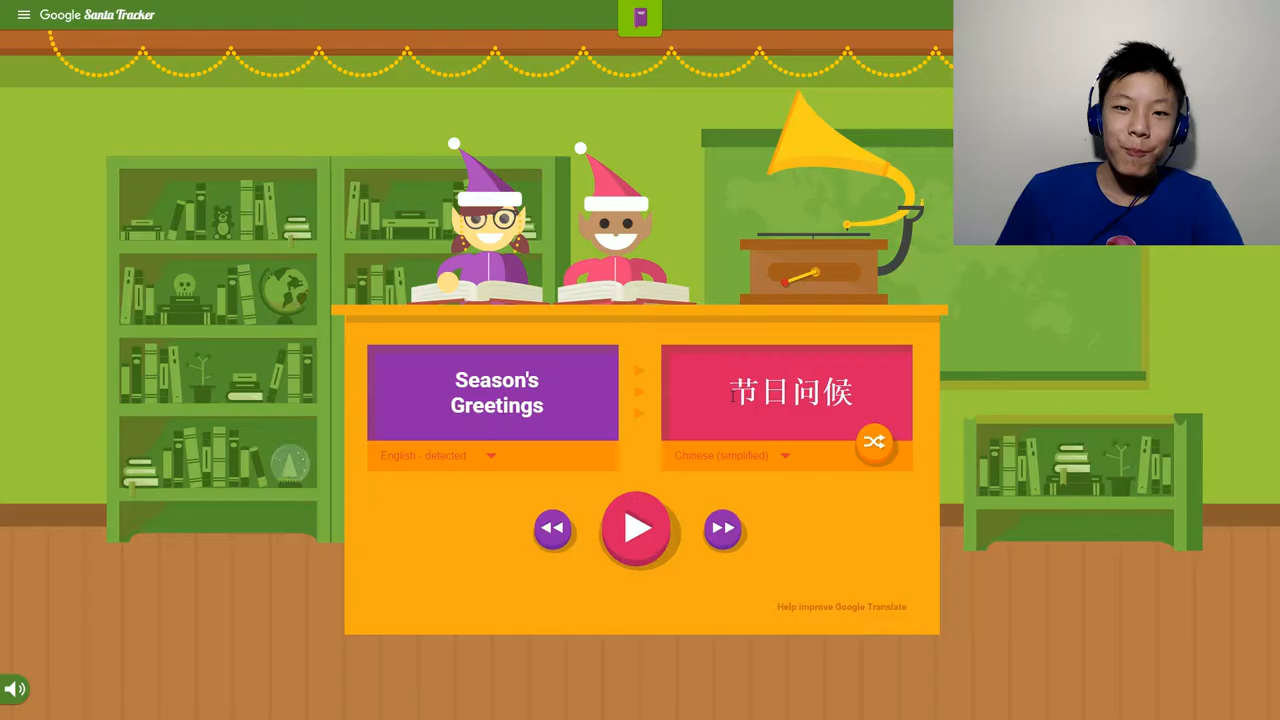 Google Santa Tracker
Season's
Greetings
节日问候
English - detected
Chinese (simplified)
Help improve Google Translate